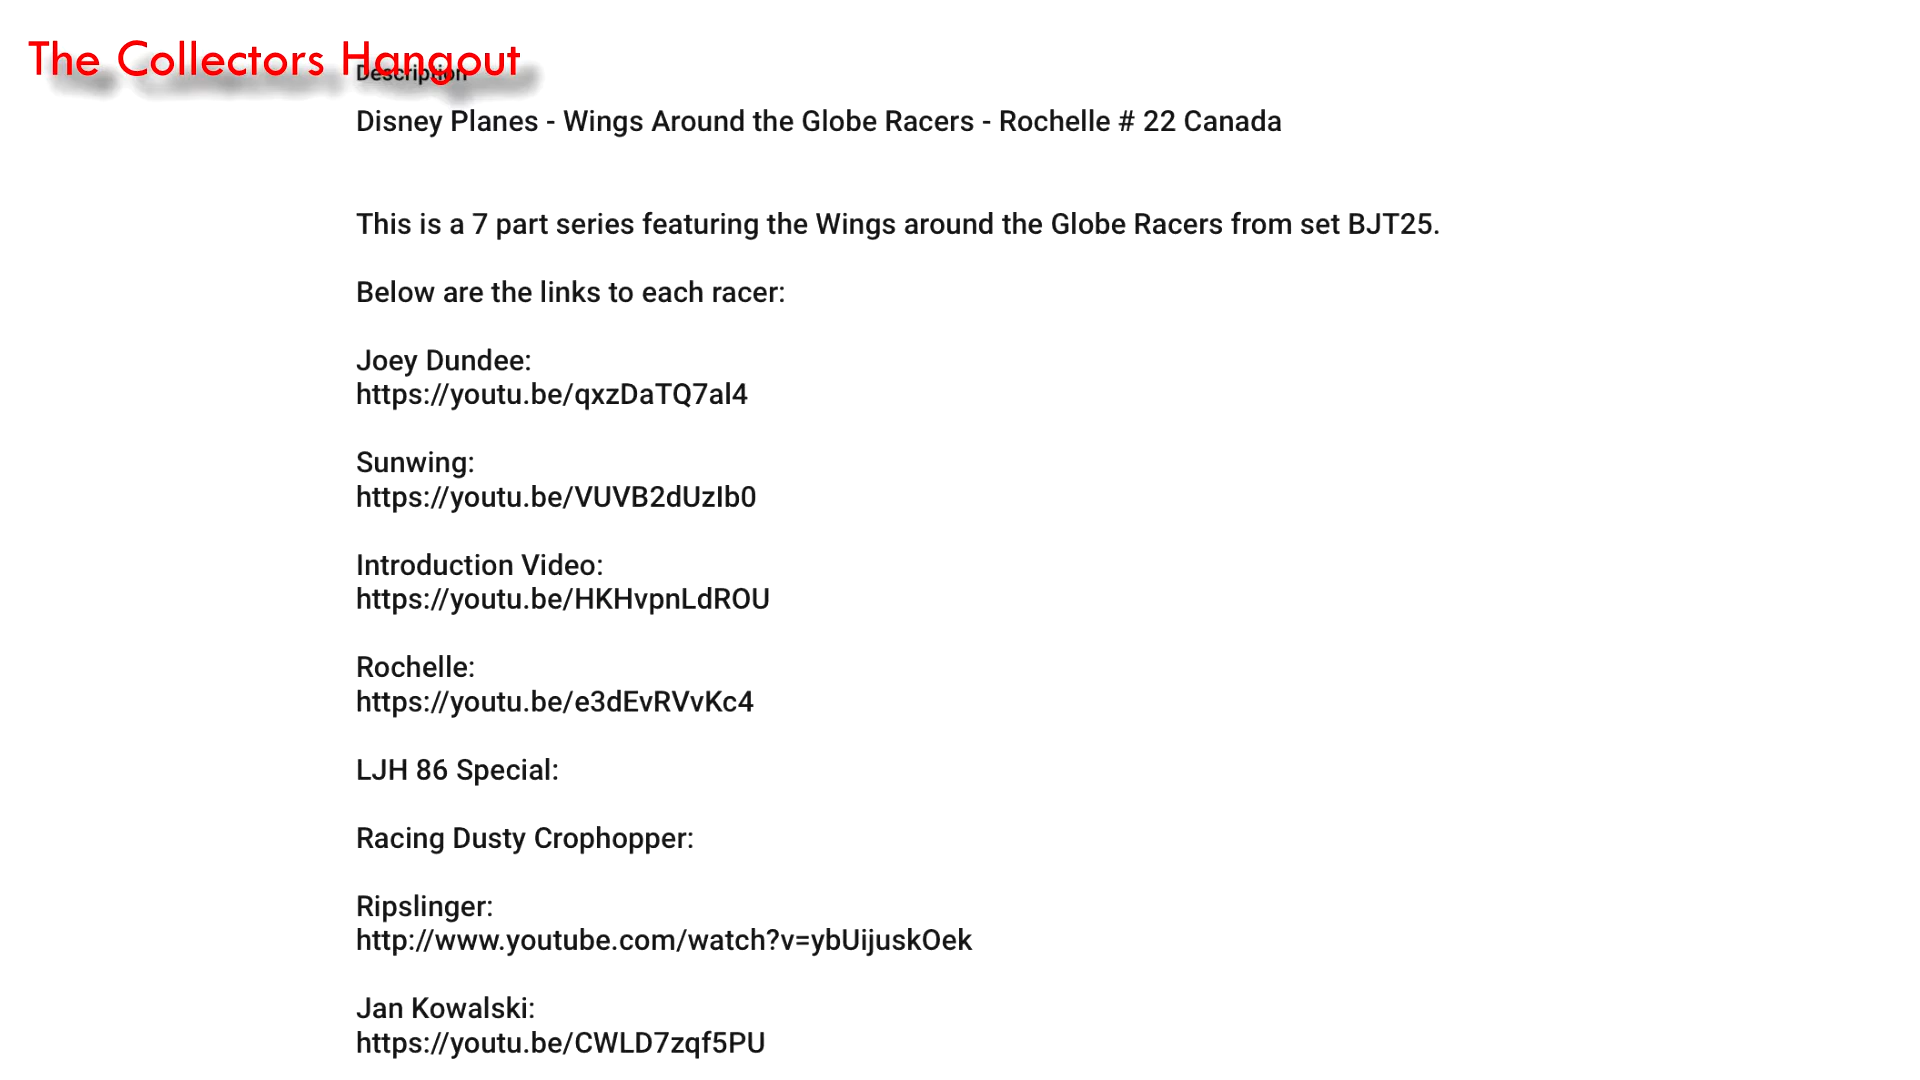 The Collectors Hangout
Description
Disney Planes - Wings Around the Globe Racers - Rochelle # 22 Canada
This is a 7 part series featuring the Wings around the Globe Racers from set BJT25.
Below are the links to each racer:
Joey Dundee:
https://youtu.be/qxzDaTQ7al4
Sunwing:
https://youtu.be/VUVB2dUzIb0
Introduction Video:
https://youtu.be/HKHvpnLdROU
Rochelle:
https://youtu.be/e3dEvRVvKc4
LJH 86 Special:
Racing Dusty Crophopper:
Ripslinger:
http://www.youtube.com/watch?v=ybUijuskOek
Jan Kowalski:
https://youtu.be/CWLD7zqf5PU